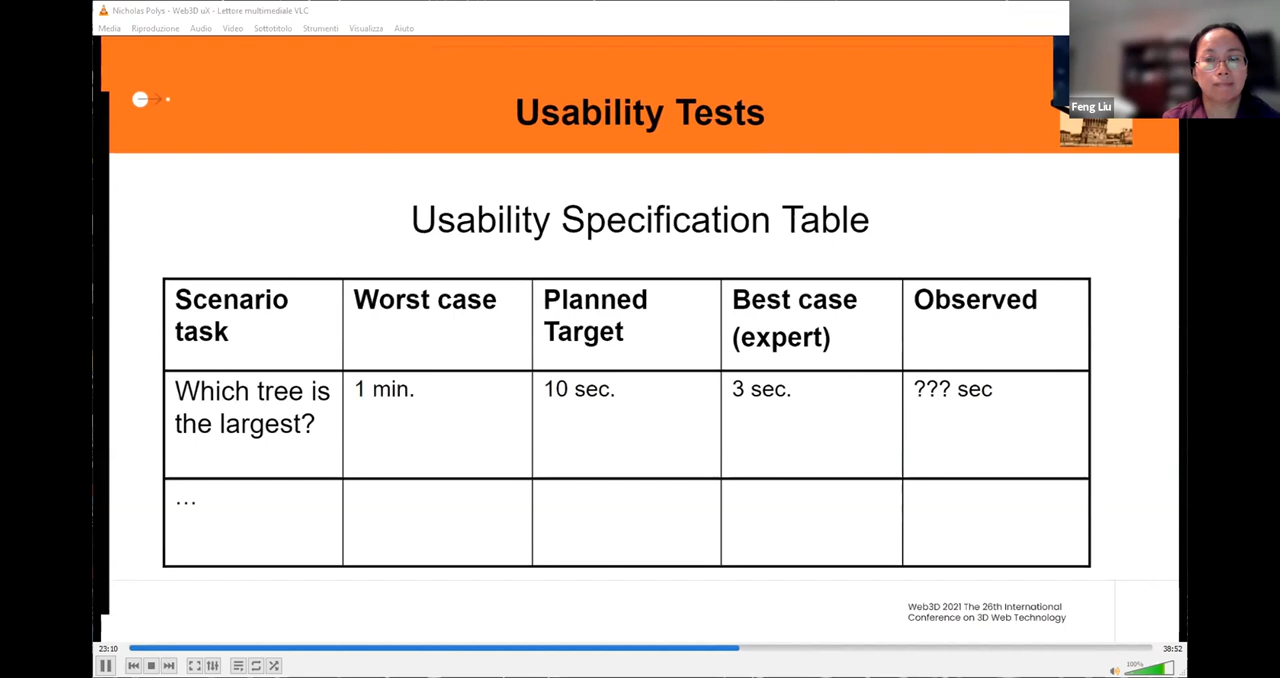 Nicholas Polys - Web3D uX - Lettore multimediale VLC
Media Riproduzione Audio Video Sottotitolo Strumenti Visualizza Aiuto
Feng Liu
Usability Tests
Usability Specification Table
Scenario task
Worst case
Planned Target
Best case (expert)
Observed
Which tree is the largest?
1 min.
10 sec.
3 sec.
??? sec
…
Web3D 2021 The 26th International
Conference on 3D Web Technology
23:10
38:52
100%